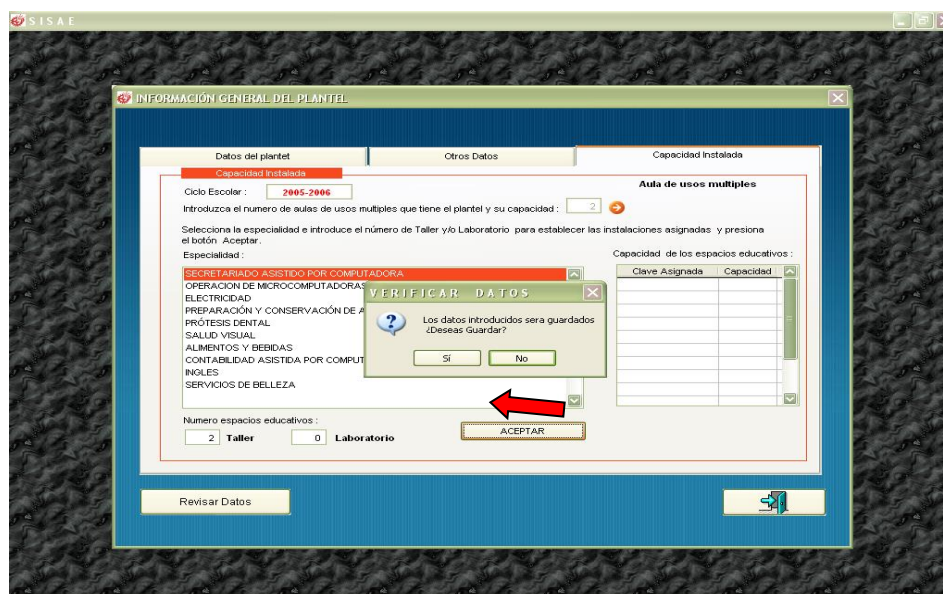 SISAE
INFORMACIÓN GENERAL DEL PLANTEL
Datos del plantet
Otros Datos
Capacidad Instalada
Capacidad Instalada
Aula de usos multiples
Ciclo Escolar : 2005-2006
Introduzca el numero de aulas de usos multiples que tiene el plantel y su capacidad : 2
Selecciona la especialidad e introduce el número de Taller y/o Laboratorio para establecer las instalaciones asignadas y presiona
el botón Aceptar.
Especialidad :
Capacidad de los espacios educativos :
Clave Asignada Capacidad
SECRETARIADO ASISTIDO POR COMPUTADORA
OPERACION DE MICROCOMPUTADORAS
ELECTRICIDAD
PREPARACIÓN Y CONSERVACIÓN DE A
PRÓTESIS DENTAL
SALUD VISUAL
ALIMENTOS Y BEBIDAS
CONTABILIDAD ASISTIDA POR COMPUT
INGLES
SERVICIOS DE BELLEZA
VERIFICAR DATOS
Los datos introducidos sera guardados
¿Deseas Guardar?
Sí
No
Numero espacios educativos :
2 Taller 0 Laboratorio
ACEPTAR
Revisar Datos